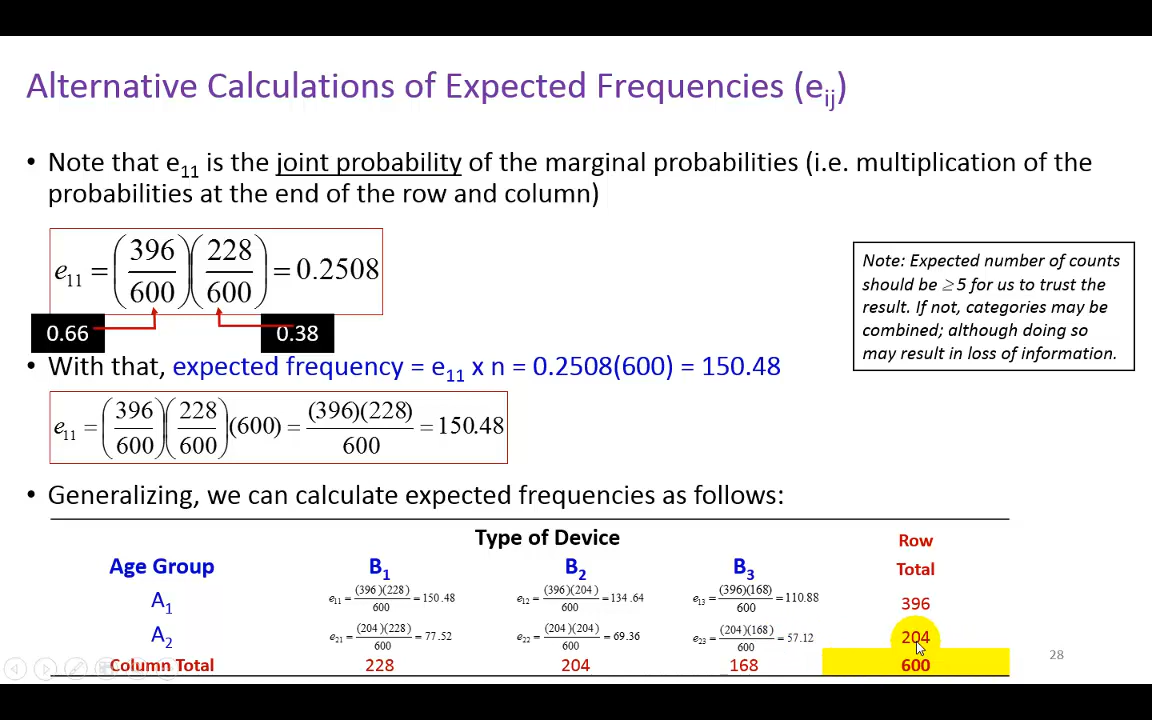 Alternative Calculations of Expected Frequencies (eij)
• Note that e11 is the joint probability of the marginal probabilities (i.e. multiplication of the
probabilities at the end of the row and column)
e11 = (396/600)(228/600) = 0.2508
0.66
0.38
Note: Expected number of counts
should be ≥5 for us to trust the
result. If not, categories may be
combined; although doing so
may result in loss of information.
• With that, expected frequency = e11 x n = 0.2508(600) = 150.48
e11 = (396/600)(228/600)(600) = (396)(228)/600 = 150.48
• Generalizing, we can calculate expected frequencies as follows:
Type of Device
Row
Age Group B1 B2 B3 Total
A1 e11 = (396)(228)/600 = 150.48 e12 = (396)(204)/600 = 134.64 e13 = (396)(168)/600 = 110.88 396
A2 e21 = (204)(228)/600 = 77.52 e22 = (204)(204)/600 = 69.36 e23 = (204)(168)/600 = 57.12 204
Column Total 228 204 168 600
28